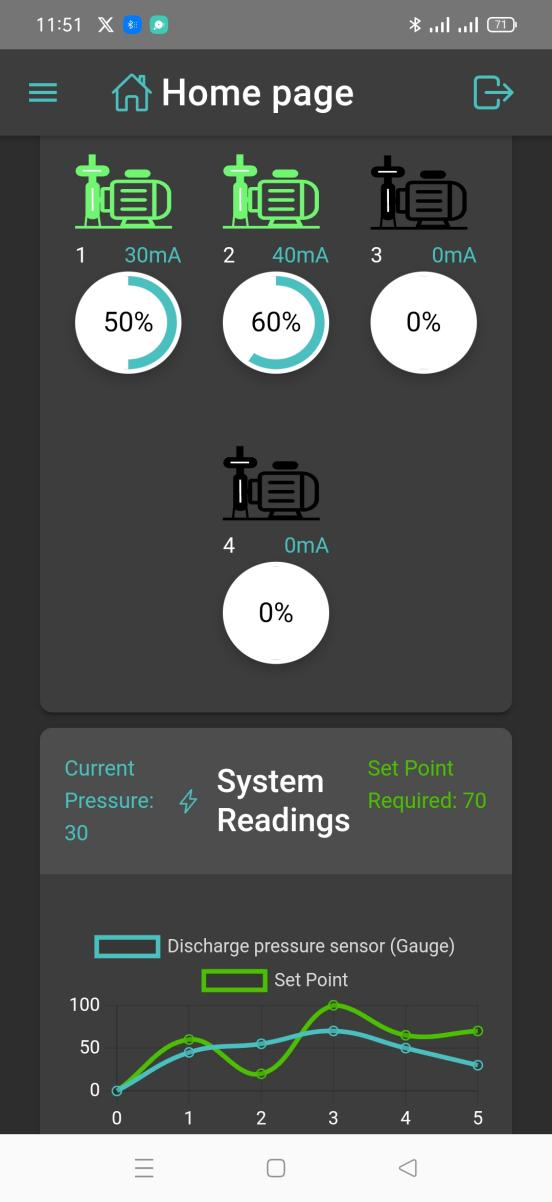 11:51
71
Home page
1 30mA 2 40mA 3 0mA
50% 60% 0%
4 0mA
0%
Current
Pressure:
30
System
Readings
Set Point
Required: 70
Discharge pressure sensor (Gauge)
Set Point
100
50
0
0 1 2 3 4 5